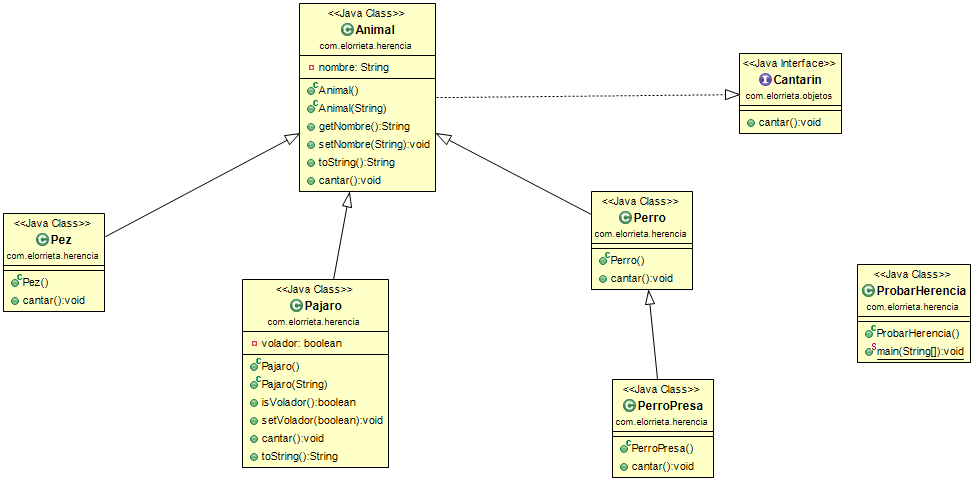 <<Java Class>>
Animal
com.elorrieta.herencia
nombre: String
Animal()
Animal(String)
getNombre():String
setNombre(String):void
toString():String
cantar():void
<<Java Interface>>
Cantarin
com.elorrieta.objetos
cantar():void
<<Java Class>>
Pez
com.elorrieta.herencia
Pez()
cantar():void
<<Java Class>>
Pajaro
com.elorrieta.herencia
volador: boolean
Pajaro()
Pajaro(String)
isVolador():boolean
setVolador(boolean):void
cantar():void
toString():String
<<Java Class>>
Perro
com.elorrieta.herencia
Perro()
cantar():void
<<Java Class>>
PerroPresa
com.elorrieta.herencia
PerroPresa()
cantar():void
<<Java Class>>
ProbarHerencia
com.elorrieta.herencia
ProbarHerencia()
main(String[]):void